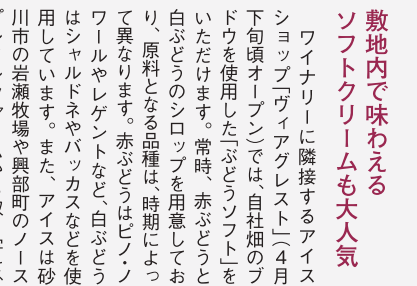 敷地内で味わえる
ソフトクリームも大人気
ワイナリーに隣接するアイス
ショップ「ヴィアグレスト」（4月
下旬頃オープン）では、自社畑のブ
ドウを使用した「ぶどうソフト」を
いただけます。常時、赤ぶどうと
白ぶどうのシロップを用意してお
り、原料となる品種は、時期によっ
て異なります。赤ぶどうはピノ・ノ
ワールやレゲントなど、白ぶどう
はシャルドネやバッカスなどを使
用しています。また、アイスは砂
川市の岩瀬牧場や興部町のノース